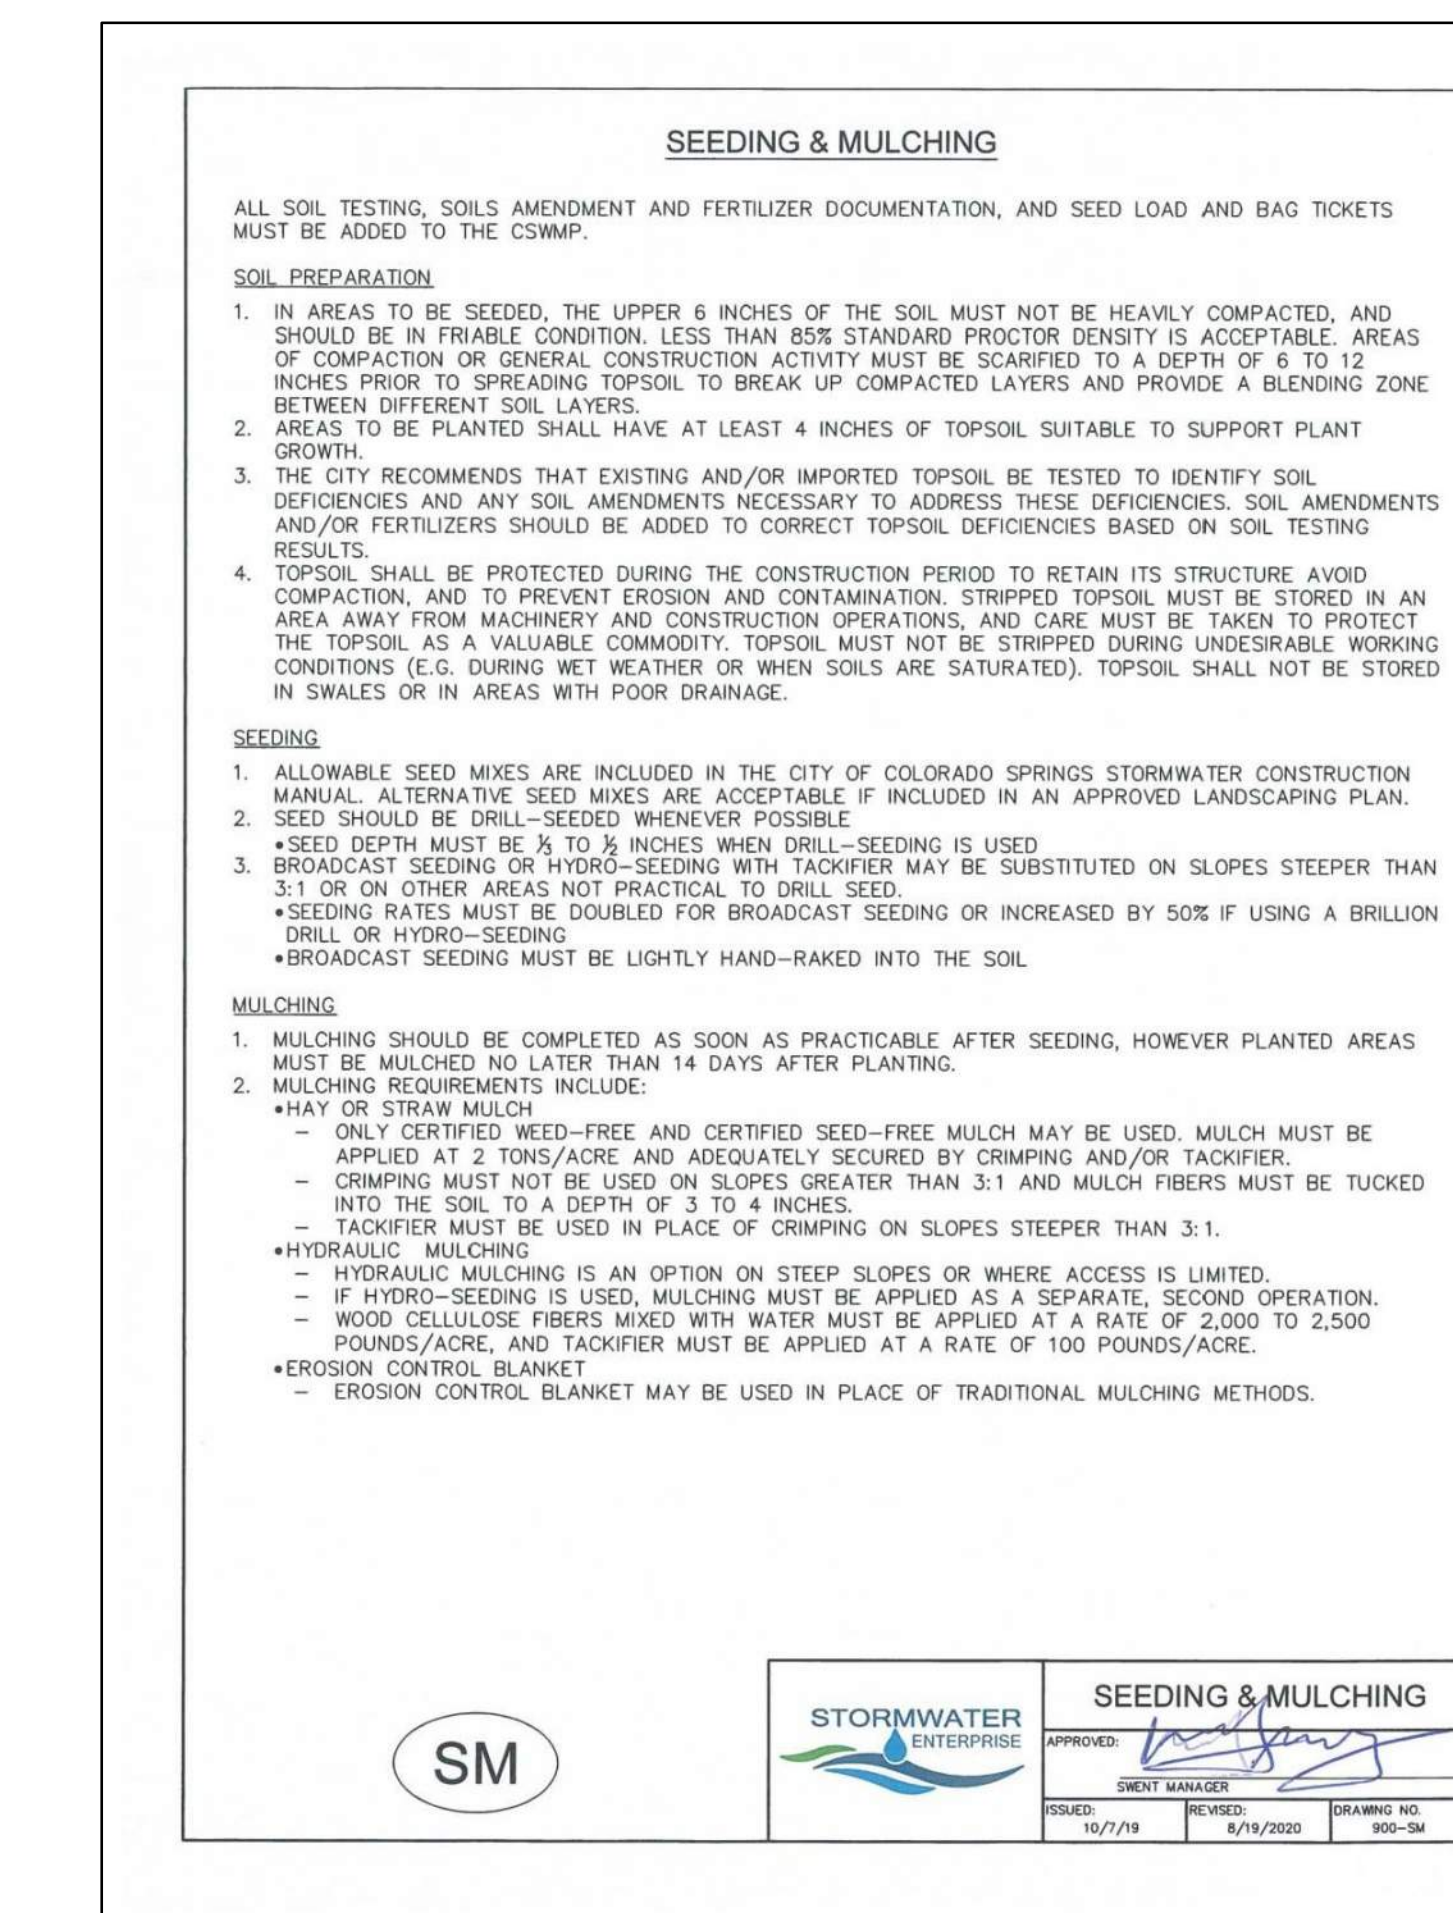 SEEDING & MULCHING
ALL SOIL TESTING, SOILS AMENDMENT AND FERTILIZER DOCUMENTATION, AND SEED LOAD AND BAG TICKETS
MUST BE ADDED TO THE CSWMP.
SOIL PREPARATION
1. IN AREAS TO BE SEEDED, THE UPPER 6 INCHES OF THE SOIL MUST NOT BE HEAVILY COMPACTED, AND
SHOULD BE IN FRIABLE CONDITION. LESS THAN 85% STANDARD PROCTOR DENSITY IS ACCEPTABLE. AREAS
OF COMPACTION OR GENERAL CONSTRUCTION ACTIVITY MUST BE SCARIFIED TO A DEPTH OF 6 TO 12
INCHES PRIOR TO SPREADING TOPSOIL TO BREAK UP COMPACTED LAYERS AND PROVIDE A BLENDING ZONE
BETWEEN DIFFERENT SOIL LAYERS.
2. AREAS TO BE PLANTED SHALL HAVE AT LEAST 4 INCHES OF TOPSOIL SUITABLE TO SUPPORT PLANT
GROWTH.
3. THE CITY RECOMMENDS THAT EXISTING AND/OR IMPORTED TOPSOIL BE TESTED TO IDENTIFY SOIL
DEFICIENCIES AND ANY SOIL AMENDMENTS NECESSARY TO ADDRESS THESE DEFICIENCIES. SOIL AMENDMENTS
AND/OR FERTILIZERS SHOULD BE ADDED TO CORRECT TOPSOIL DEFICIENCIES BASED ON SOIL TESTING
RESULTS.
4. TOPSOIL SHALL BE PROTECTED DURING THE CONSTRUCTION PERIOD TO RETAIN ITS STRUCTURE AVOID
COMPACTION, AND TO PREVENT EROSION AND CONTAMINATION. STRIPPED TOPSOIL MUST BE STORED IN AN
AREA AWAY FROM MACHINERY AND CONSTRUCTION OPERATIONS, AND CARE MUST BE TAKEN TO PROTECT
THE TOPSOIL AS A VALUABLE COMMODITY. TOPSOIL MUST NOT BE STRIPPED DURING UNDESIRABLE WORKING
CONDITIONS (E.G. DURING WET WEATHER OR WHEN SOILS ARE SATURATED). TOPSOIL SHALL NOT BE STORED
IN SWALES OR IN AREAS WITH POOR DRAINAGE.
SEEDING
1. ALLOWABLE SEED MIXES ARE INCLUDED IN THE CITY OF COLORADO SPRINGS STORMWATER CONSTRUCTION
MANUAL. ALTERNATIVE SEED MIXES ARE ACCEPTABLE IF INCLUDED IN AN APPROVED LANDSCAPING PLAN.
2. SEED SHOULD BE DRILL-SEEDED WHENEVER POSSIBLE
•SEED DEPTH MUST BE ⅓ TO ½ INCHES WHEN DRILL-SEEDING IS USED
3. BROADCAST SEEDING OR HYDRO-SEEDING WITH TACKIFIER MAY BE SUBSTITUTED ON SLOPES STEEPER THAN
3:1 OR ON OTHER AREAS NOT PRACTICAL TO DRILL SEED.
•SEEDING RATES MUST BE DOUBLED FOR BROADCAST SEEDING OR INCREASED BY 50% IF USING A BRILLION
DRILL OR HYDRO-SEEDING
•BROADCAST SEEDING MUST BE LIGHTLY HAND-RAKED INTO THE SOIL
MULCHING
1. MULCHING SHOULD BE COMPLETED AS SOON AS PRACTICABLE AFTER SEEDING, HOWEVER PLANTED AREAS
MUST BE MULCHED NO LATER THAN 14 DAYS AFTER PLANTING.
2. MULCHING REQUIREMENTS INCLUDE:
•HAY OR STRAW MULCH
– ONLY CERTIFIED WEED-FREE AND CERTIFIED SEED-FREE MULCH MAY BE USED. MULCH MUST BE
APPLIED AT 2 TONS/ACRE AND ADEQUATELY SECURED BY CRIMPING AND/OR TACKIFIER.
– CRIMPING MUST NOT BE USED ON SLOPES GREATER THAN 3:1 AND MULCH FIBERS MUST BE TUCKED
INTO THE SOIL TO A DEPTH OF 3 TO 4 INCHES.
– TACKIFIER MUST BE USED IN PLACE OF CRIMPING ON SLOPES STEEPER THAN 3:1.
•HYDRAULIC MULCHING
– HYDRAULIC MULCHING IS AN OPTION ON STEEP SLOPES OR WHERE ACCESS IS LIMITED.
– IF HYDRO-SEEDING IS USED, MULCHING MUST BE APPLIED AS A SEPARATE, SECOND OPERATION.
– WOOD CELLULOSE FIBERS MIXED WITH WATER MUST BE APPLIED AT A RATE OF 2,000 TO 2,500
POUNDS/ACRE, AND TACKIFIER MUST BE APPLIED AT A RATE OF 100 POUNDS/ACRE.
•EROSION CONTROL BLANKET
– EROSION CONTROL BLANKET MAY BE USED IN PLACE OF TRADITIONAL MULCHING METHODS.
SM
STORMWATER
ENTERPRISE
SEEDING & MULCHING
APPROVED:
SWENT MANAGER
ISSUED:
10/7/19
REVISED:
8/19/2020
DRAWING NO.
900-SM